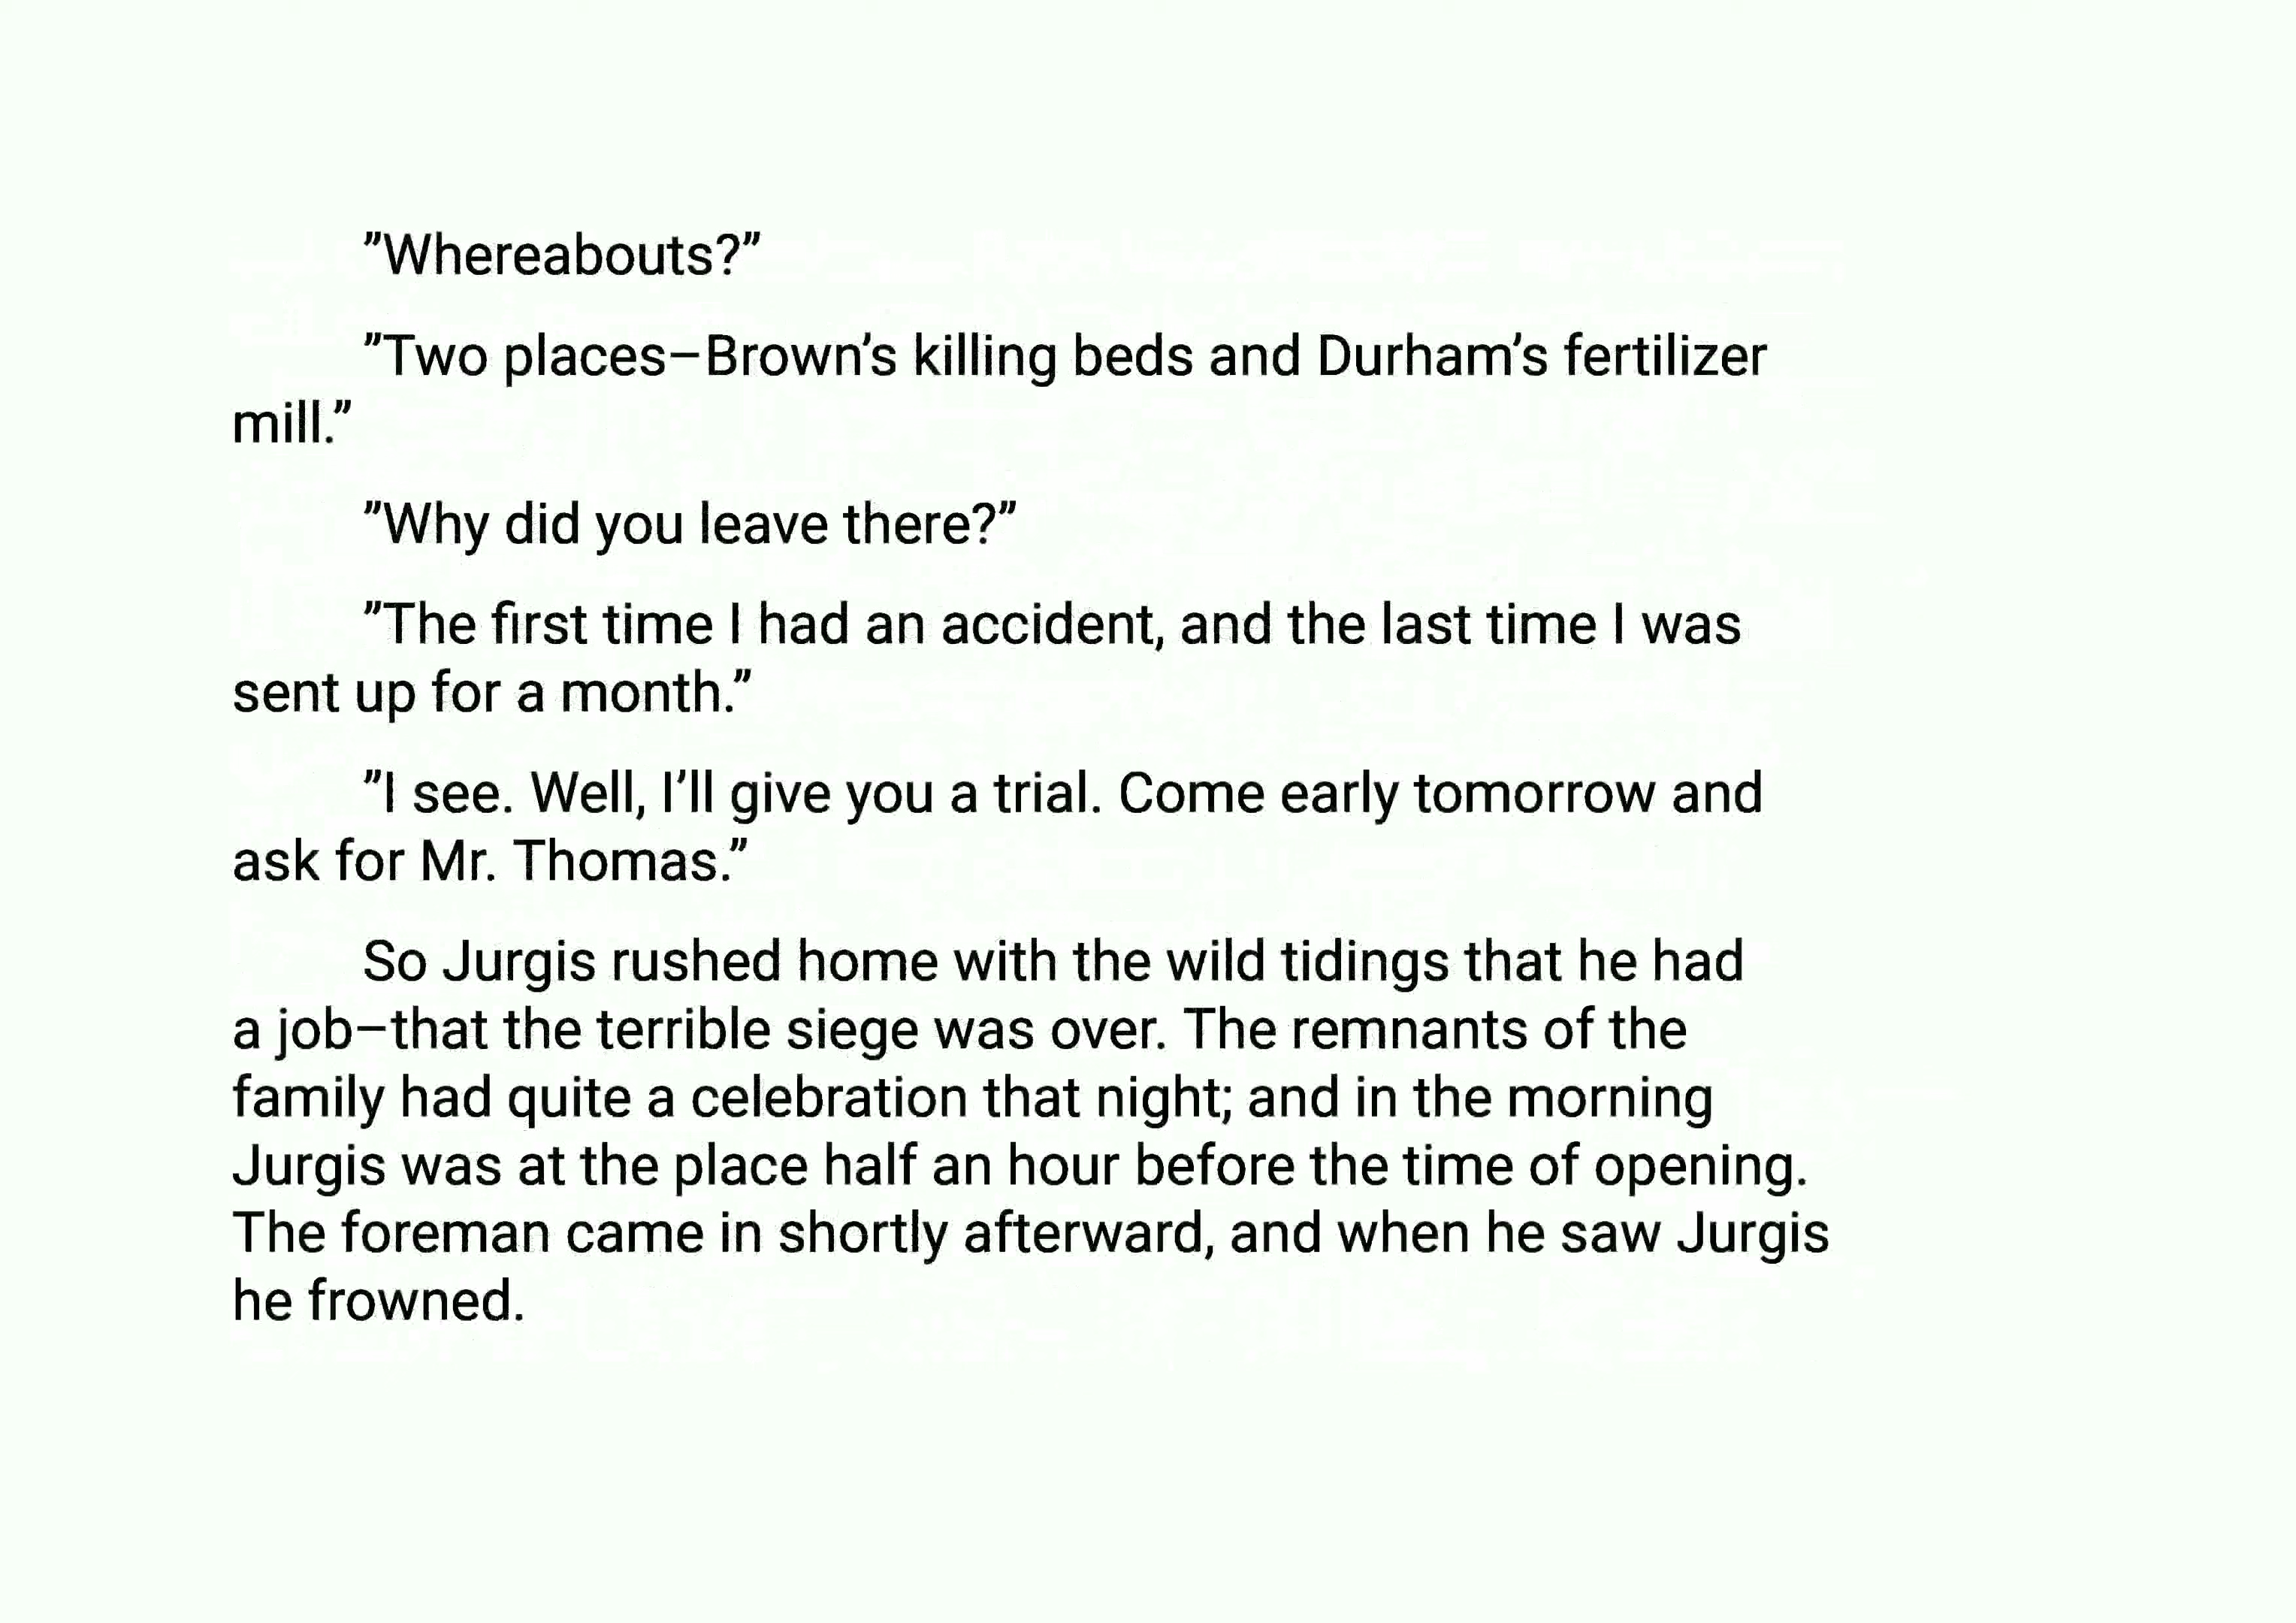 ”Whereabouts?”
”Two places–Brown’s killing beds and Durham’s fertilizer
mill.”
”Why did you leave there?”
”The first time I had an accident, and the last time I was
sent up for a month.”
”I see. Well, I’ll give you a trial. Come early tomorrow and
ask for Mr. Thomas.”
So Jurgis rushed home with the wild tidings that he had
a job–that the terrible siege was over. The remnants of the
family had quite a celebration that night; and in the morning
Jurgis was at the place half an hour before the time of opening.
The foreman came in shortly afterward, and when he saw Jurgis
he frowned.